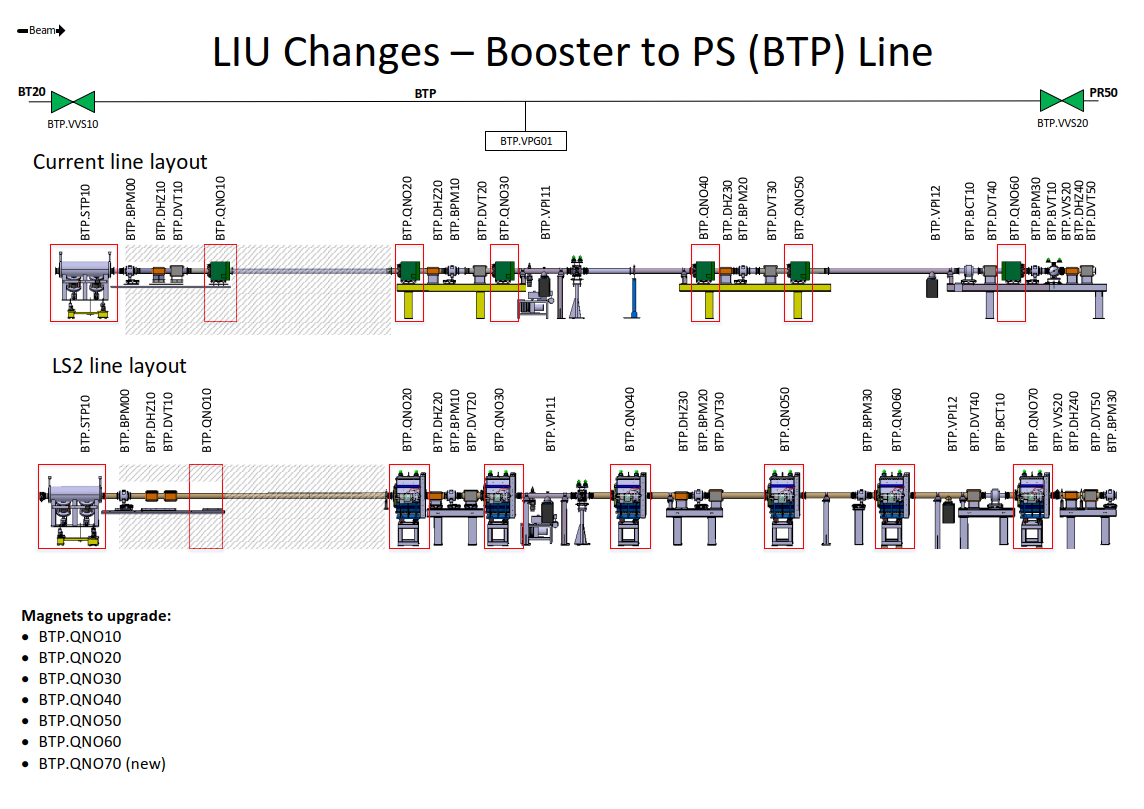 Beam
LIU Changes – Booster to PS (BTP) Line
BT20
BTP
PR50
BTP.VVS10
BTP.VVS20
BTP.VPG01
Current line layout
BTP.STP10
BTP.BPM00
BTP.DHZ10
BTP.DVT10
BTP.QNO10
BTP.QNO20
BTP.DHZ20
BTP.BPM10
BTP.DVT20
BTP.QNO30
BTP.VPI11
BTP.QNO40
BTP.DHZ30
BTP.BPM20
BTP.DVT30
BTP.QNO50
BTP.VPI12
BTP.BCT10
BTP.DVT40
BTP.QNO60
BTP.BPM30
BTP.BVT10
BTP.VVS20
BTP.DHZ40
BTP.DVT50
LS2 line layout
BTP.STP10
BTP.BPM00
BTP.DHZ10
BTP.DVT10
BTP.QNO10
BTP.QNO20
BTP.DHZ20
BTP.BPM10
BTP.DVT20
BTP.QNO30
BTP.VPI11
BTP.QNO40
BTP.DHZ30
BTP.BPM20
BTP.DVT30
BTP.QNO50
BTP.BPM30
BTP.QNO60
BTP.VPI12
BTP.DVT40
BTP.BCT10
BTP.QNO70
BTP.VVS20
BTP.DHZ40
BTP.DVT50
BTP.BPM30
Magnets to upgrade:
• BTP.QNO10
• BTP.QNO20
• BTP.QNO30
• BTP.QNO40
• BTP.QNO50
• BTP.QNO60
• BTP.QNO70 (new)